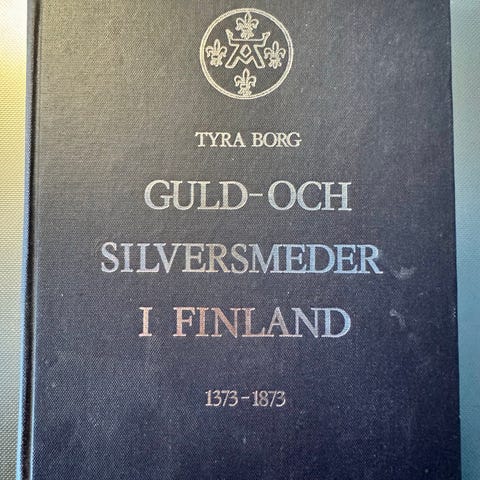 TYRA BORG
GULD-OCH
SILVERSMEDER
I FINLAND
1373-1873